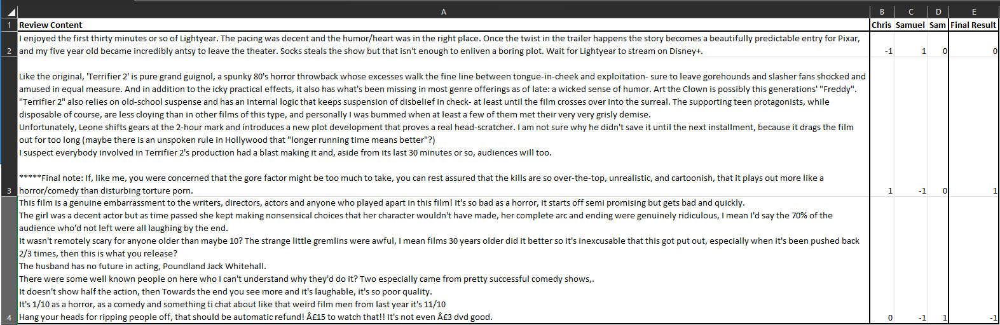 A B C D E
1 Review Content Chris Samuel Sam Final Result
I enjoyed the first thirty minutes or so of Lightyear. The pacing was decent and the humor/heart was in the right place. Once the twist in the trailer happens the story becomes a beautifully predictable entry for Pixar,
2 and my five year old became incredibly antsy to leave the theater. Socks steals the show but that isn't enough to enliven a boring plot. Wait for Lightyear to stream on Disney+. -1 1 0 0
Like the original, 'Terrifier 2' is pure grand guignol, a spunky 80's horror throwback whose excesses walk the fine line between tongue-in-cheek and exploitation- sure to leave gorehounds and slasher fans shocked and
amused in equal measure. And in addition to the icky practical effects, it also has what's been missing in most genre offerings as of late: a wicked sense of humor. Art the Clown is possibly this generations' "Freddy".
"Terrifier 2" also relies on old-school suspense and has an internal logic that keeps suspension of disbelief in check- at least until the film crosses over into the surreal. The supporting teen protagonists, while
disposable of course, are less cloying than in other films of this type, and personally I was bummed when at least a few of them met their very very grisly demise.
Unfortunately, Leone shifts gears at the 2-hour mark and introduces a new plot development that proves a real head-scratcher. I am not sure why he didn't save it until the next installment, because it drags the film
out for too long (maybe there is an unspoken rule in Hollywood that "longer running time means better"?)
I suspect everybody involved in Terrifier 2's production had a blast making it and, aside from its last 30 minutes or so, audiences will too.
*****Final note: If, like me, you were concerned that the gore factor might be too much to take, you can rest assured that the kills are so over-the-top, unrealistic, and cartoonish, that it plays out more like a
3 horror/comedy than disturbing torture porn. 1 -1 0 1
This film is a genuine embarrassment to the writers, directors, actors and anyone who played apart in this film! It's so bad as a horror, it starts off semi promising but gets bad and quickly.
The girl was a decent actor but as time passed she kept making nonsensical choices that her character wouldn't have made, her complete arc and ending were genuinely ridiculous, I mean I'd say the 70% of the
audience who'd not left were all laughing by the end.
It wasn't remotely scary for anyone older than maybe 10? The strange little gremlins were awful, I mean films 30 years older did it better so it's inexcusable that this got put out, especially when it's been pushed back
2/3 times, then this is what you release?
The husband has no future in acting, Poundland Jack Whitehall.
There were some well known people on here who I can't understand why they'd do it? Two especially came from pretty successful comedy shows,.
It doesn't show half the action, then Towards the end you see more and it's laughable, it's so poor quality.
It's 1/10 as a horror, as a comedy and something ti chat about like that weird film men from last year it's 11/10
4 Hang your heads for ripping people off, that should be automatic refund! Â£15 to watch that!! It's not even Â£3 dvd good. 0 -1 1 -1